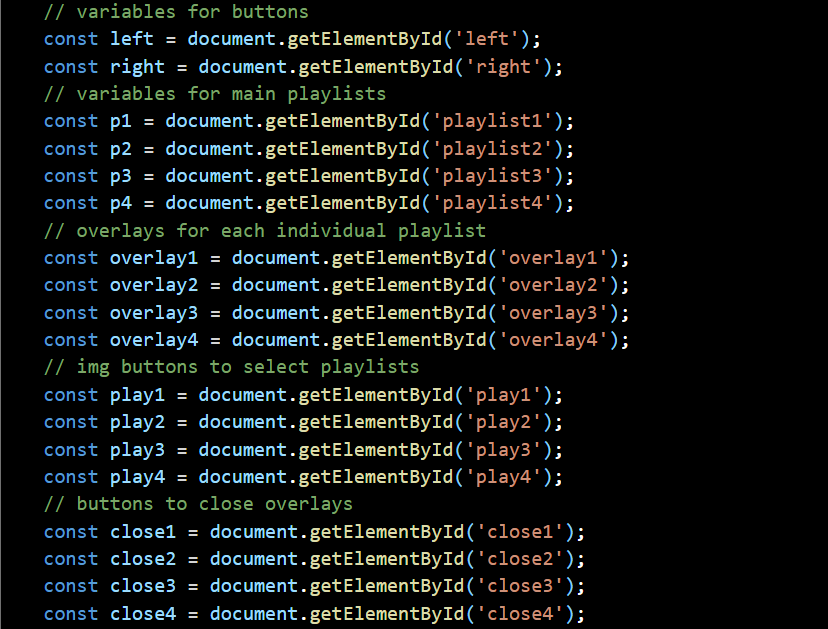 // variables for buttons
const left = document.getElementById('left');
const right = document.getElementById('right');
// variables for main playlists
const p1 = document.getElementById('playlist1');
const p2 = document.getElementById('playlist2');
const p3 = document.getElementById('playlist3');
const p4 = document.getElementById('playlist4');
// overlays for each individual playlist
const overlay1 = document.getElementById('overlay1');
const overlay2 = document.getElementById('overlay2');
const overlay3 = document.getElementById('overlay3');
const overlay4 = document.getElementById('overlay4');
// img buttons to select playlists
const play1 = document.getElementById('play1');
const play2 = document.getElementById('play2');
const play3 = document.getElementById('play3');
const play4 = document.getElementById('play4');
// buttons to close overlays
const close1 = document.getElementById('close1');
const close2 = document.getElementById('close2');
const close3 = document.getElementById('close3');
const close4 = document.getElementById('close4');